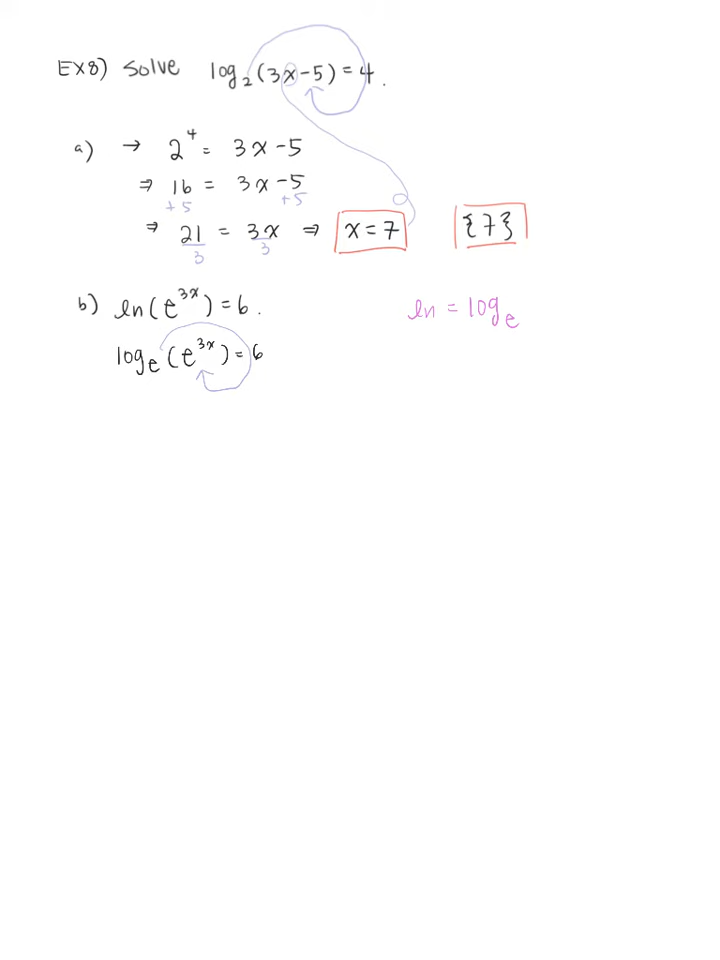 EX8) Solve log₂(3x-5) = 4.
a) → 2⁴ = 3x-5
⇒ 16 = 3x-5
+5 +5
⇒ 21 = 3x ⇒ x=7 {7}
3 3
b) ln(e^3x) = 6. ln = logₑ
logₑ(e^3x) = 6